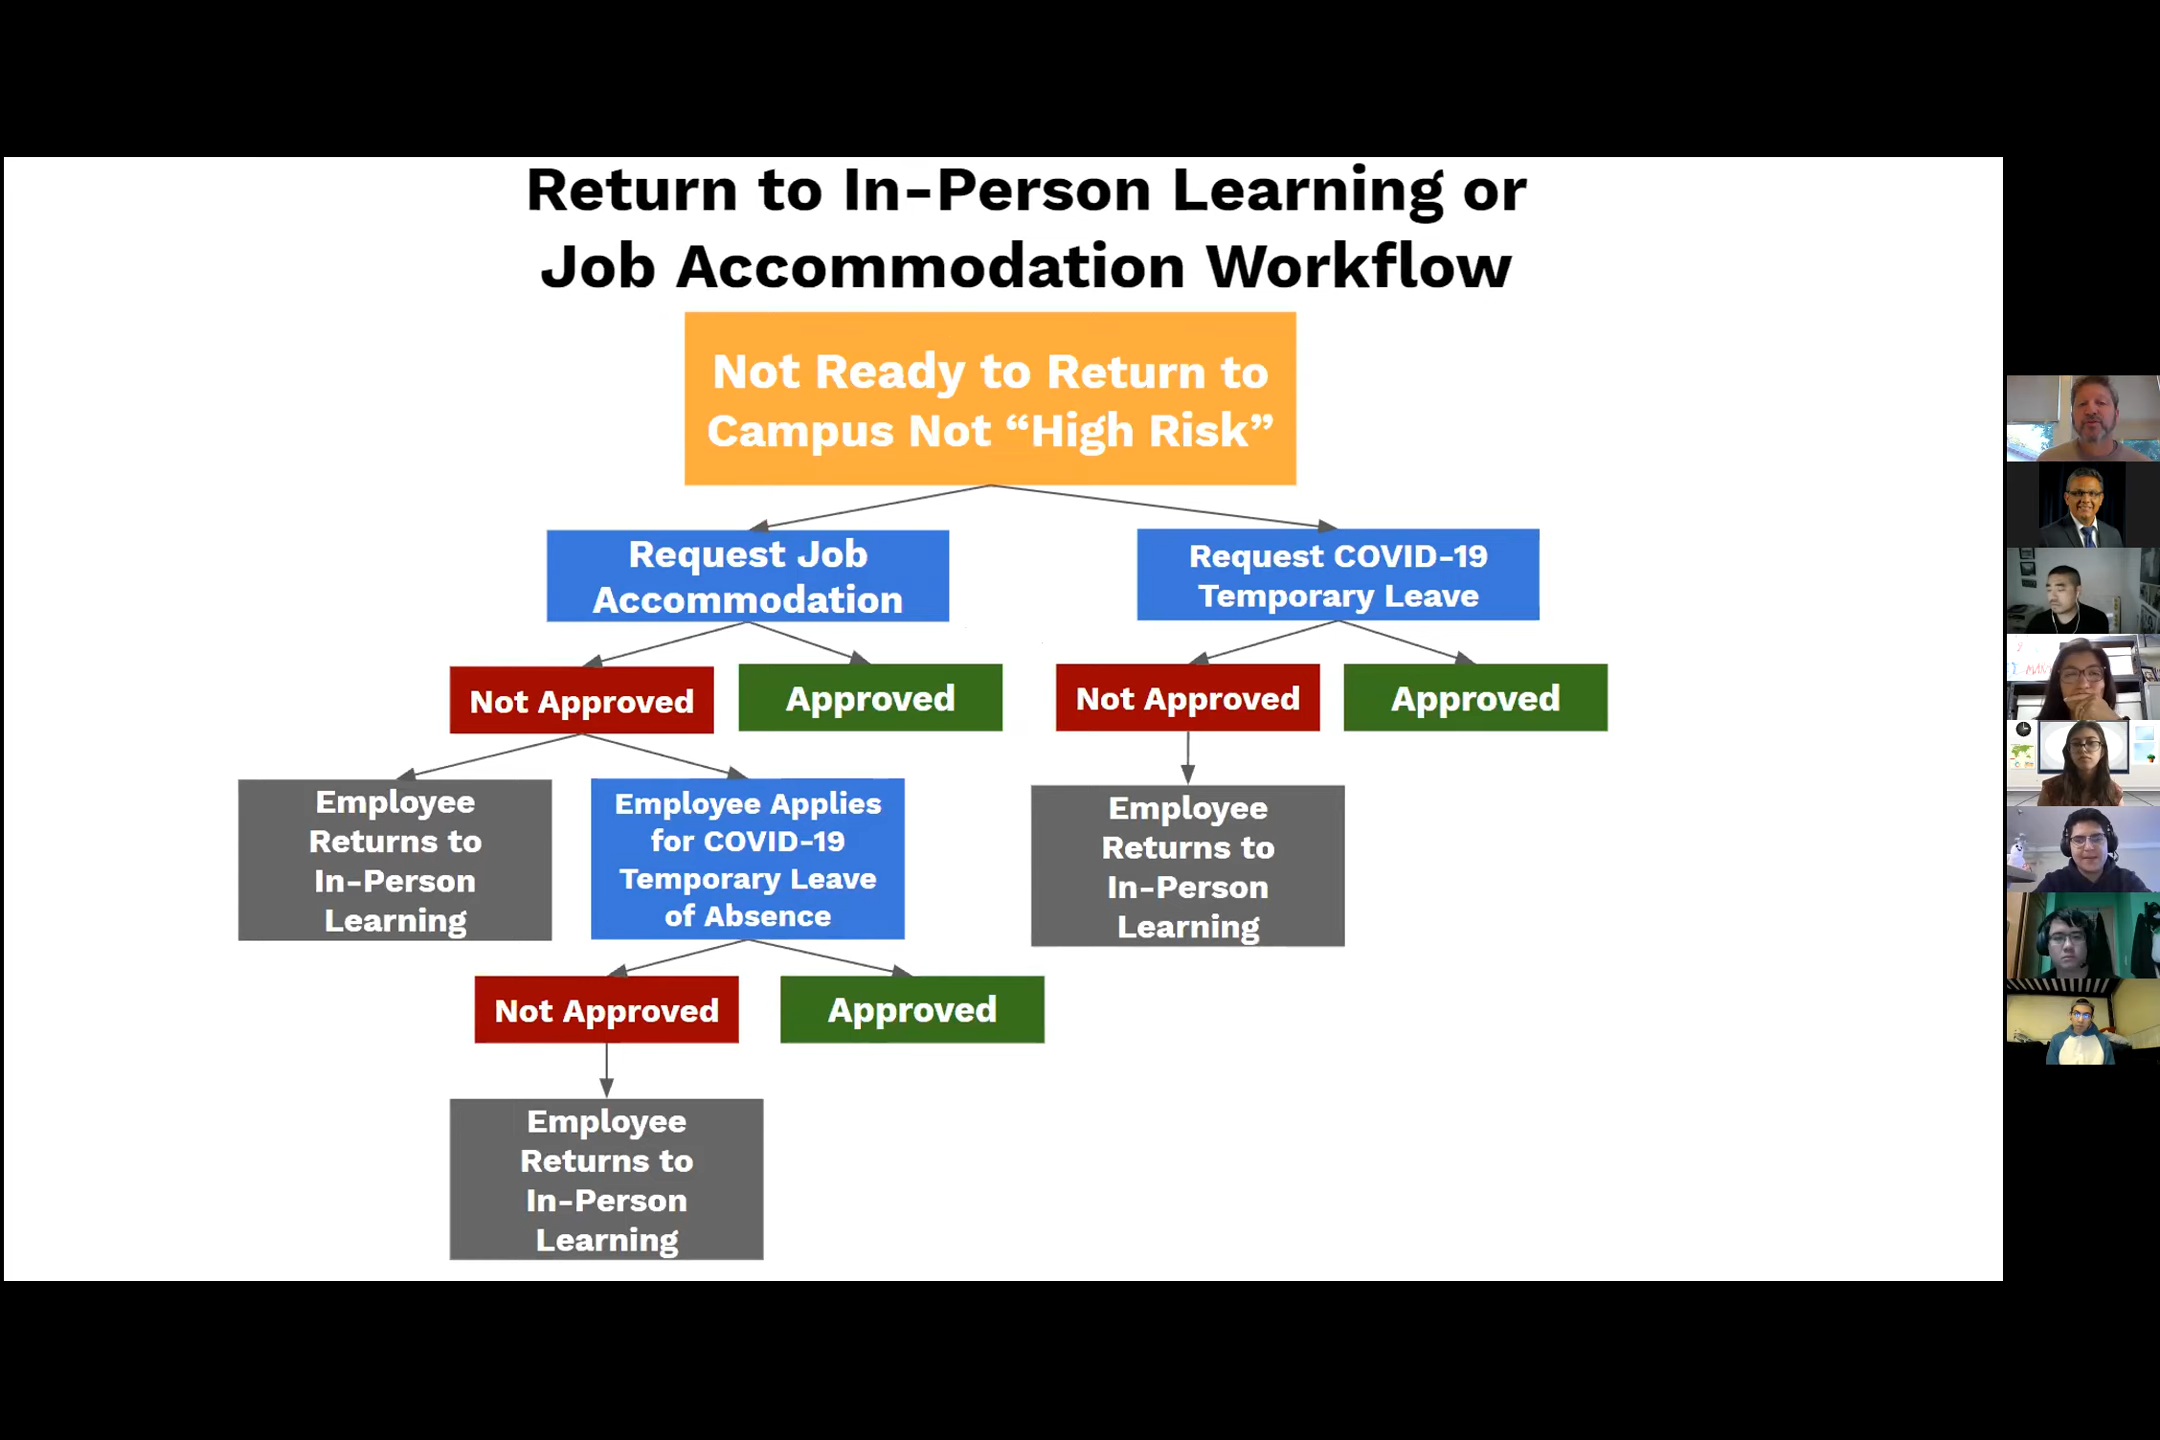 Return to In-Person Learning or
Job Accommodation Workflow
Not Ready to Return to
Campus Not “High Risk”
Request Job
Accommodation
Request COVID-19
Temporary Leave
Not Approved
Approved
Not Approved
Approved
Employee
Returns to
In-Person
Learning
Employee Applies
for COVID-19
Temporary Leave
of Absence
Employee
Returns to
In-Person
Learning
Not Approved
Approved
Employee
Returns to
In-Person
Learning